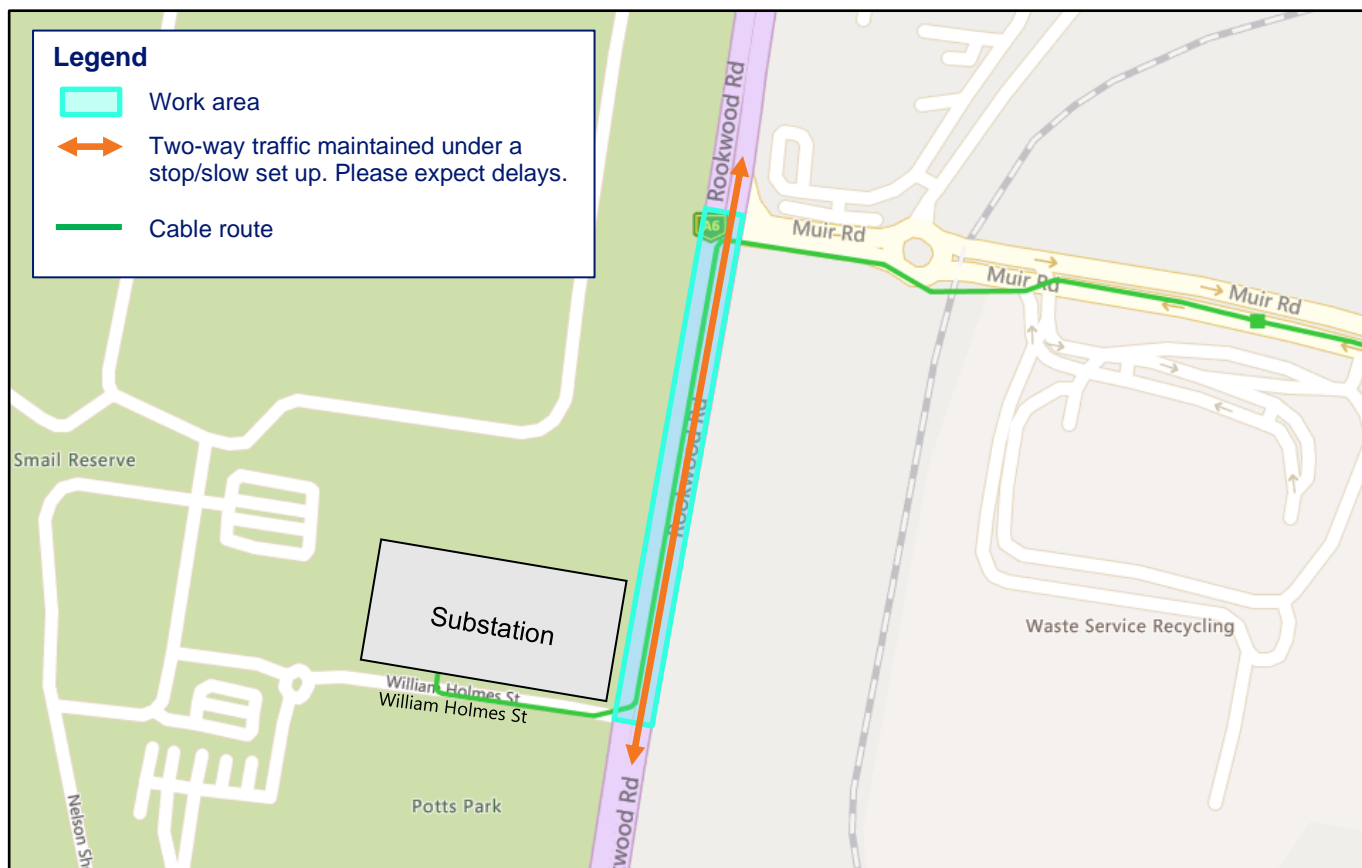 Legend
Work area
Two-way traffic maintained under a
stop/slow set up. Please expect delays.
Cable route
Rookwood Rd
A6
Muir Rd
Muir Rd
Muir Rd
Rookwood Rd
Smail Reserve
Substation
William Holmes St
William Holmes St
Waste Service Recycling
Potts Park
Nelson Sh
twood Rd